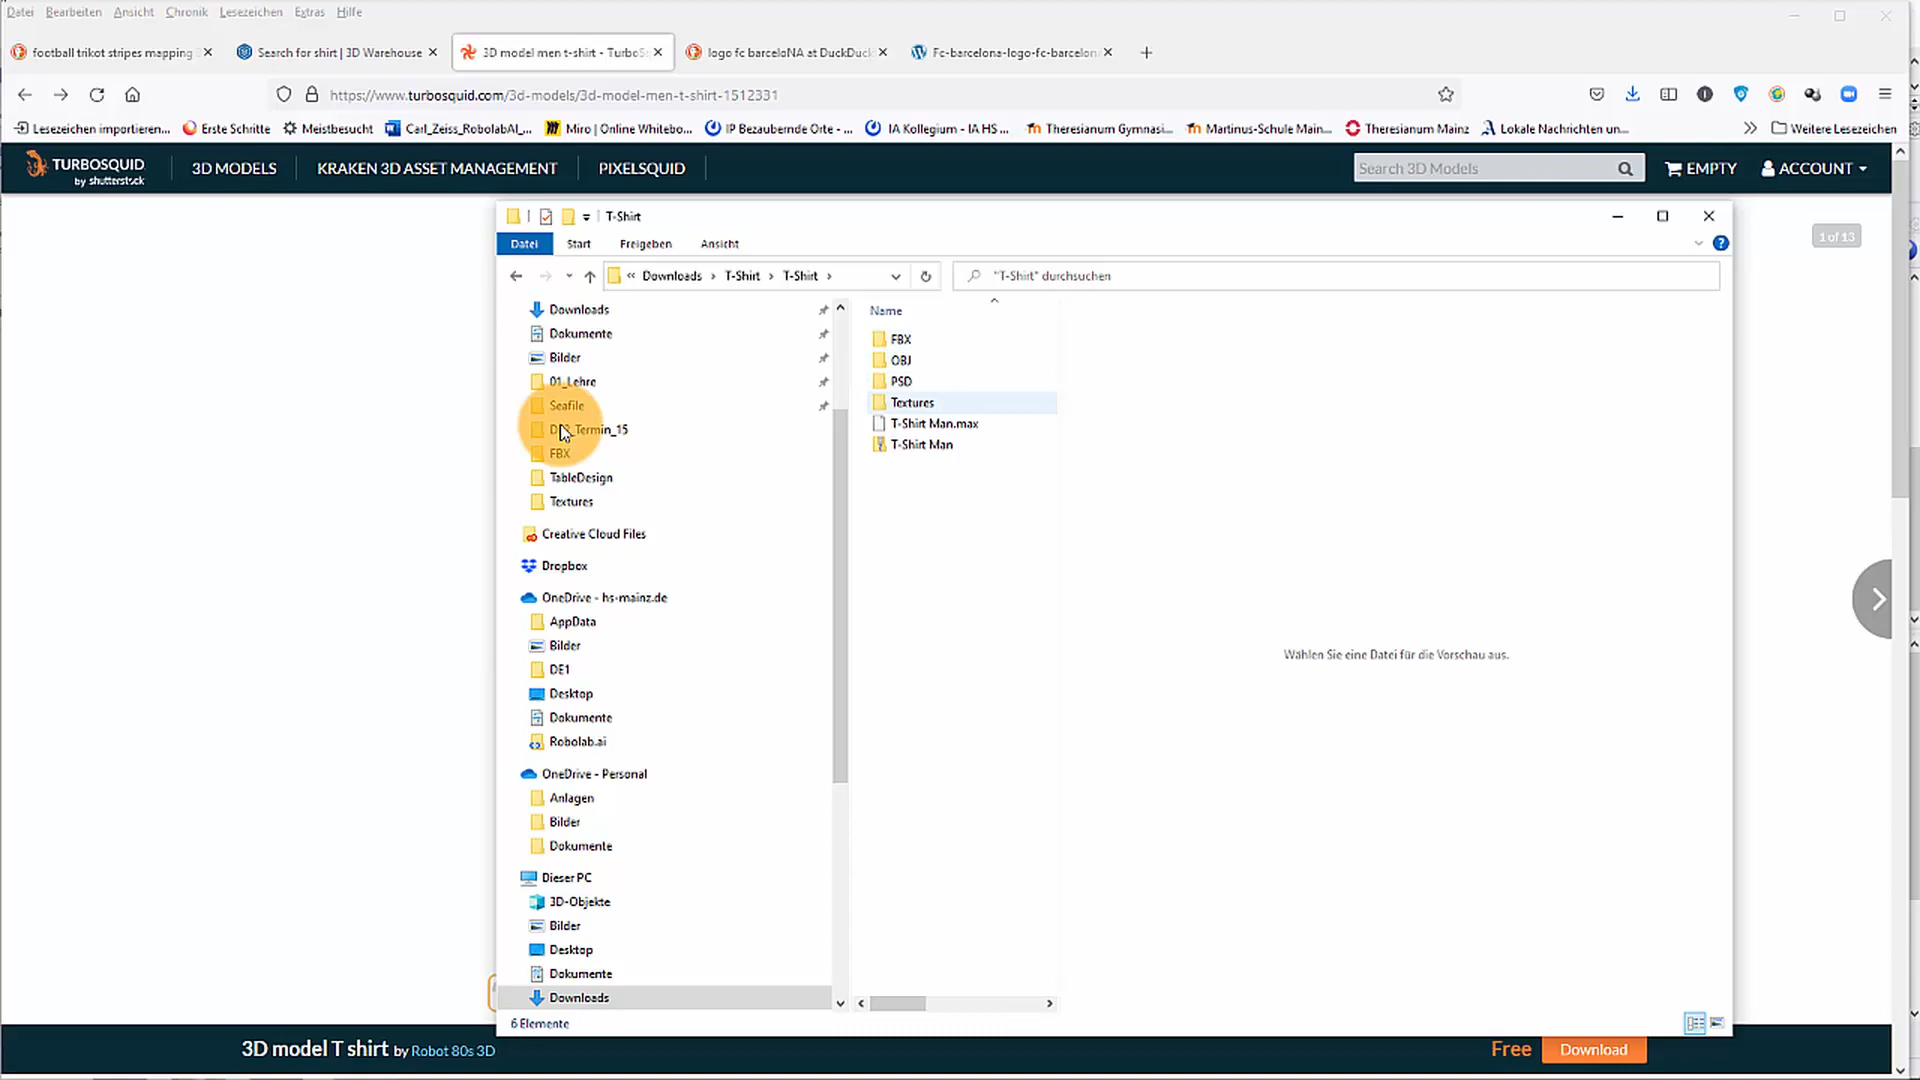 Datei Bearbeiten Ansicht Chronik Lesezeichen Extras Hilfe
football trikot stripes mapping
Search for shirt | 3D Warehouse
3D model men t-shirt - TurboS
logo fc barceloNA at DuckDuck
Fc-barcelona-logo-fc-barcelon
https://www.turbosquid.com/3d-models/3d-model-men-t-shirt-1512331
Lesezeichen importieren... Erste Schritte Meistbesucht Carl_Zeiss_RobolabAI_... Miro | Online Whitebo... IP Bezaubernde Orte - ... IA Kollegium - IA HS ... Theresianum Gymnasi... Martinus-Schule Main... Theresianum Mainz Lokale Nachrichten un... Weitere Lesezeichen
TURBOSQUID
by shutterstock
3D MODELS KRAKEN 3D ASSET MANAGEMENT PIXELSQUID Search 3D Models EMPTY ACCOUNT
T-Shirt
1 of 13
Datei Start Freigeben Ansicht
« Downloads › T-Shirt › T-Shirt ›
"T-Shirt" durchsuchen
Downloads
Dokumente
Bilder
01_Lehre
Seafile
Termin_15
FBX
TableDesign
Textures
Creative Cloud Files
Dropbox
OneDrive - hs-mainz.de
AppData
Bilder
DE1
Desktop
Dokumente
Robolab.ai
OneDrive - Personal
Anlagen
Bilder
Dokumente
Dieser PC
3D-Objekte
Bilder
Desktop
Dokumente
Downloads
Name
FBX
OBJ
PSD
Textures
T-Shirt Man.max
T-Shirt Man
Wählen Sie eine Datei für die Vorschau aus.
6 Elemente
3D model T shirt by Robot 80s 3D
Free Download